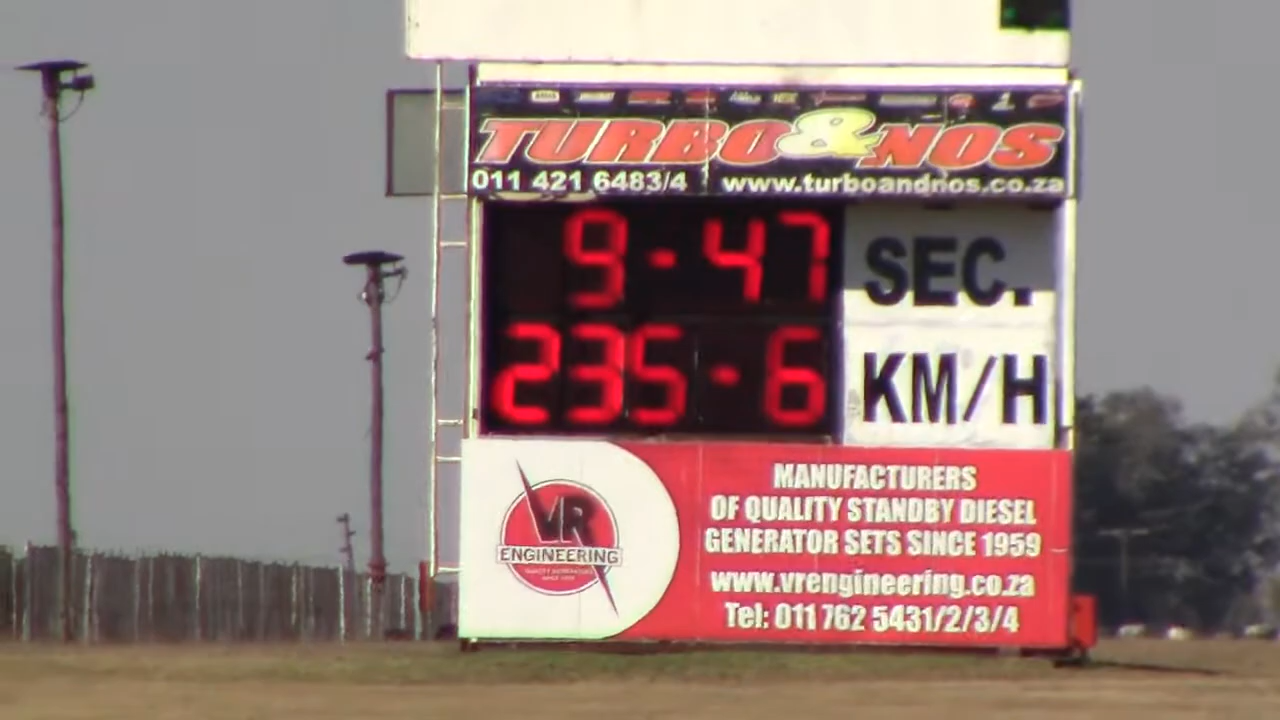 TURBO&NOS
011 421 6483/4 www.turboandnos.co.za
9-47 SEC.
235-6 KM/H
VR
ENGINEERING
MANUFACTURERS
OF QUALITY STANDBY DIESEL
GENERATOR SETS SINCE 1959
www.vrengineering.co.za
Tel: 011 762 5431/2/3/4